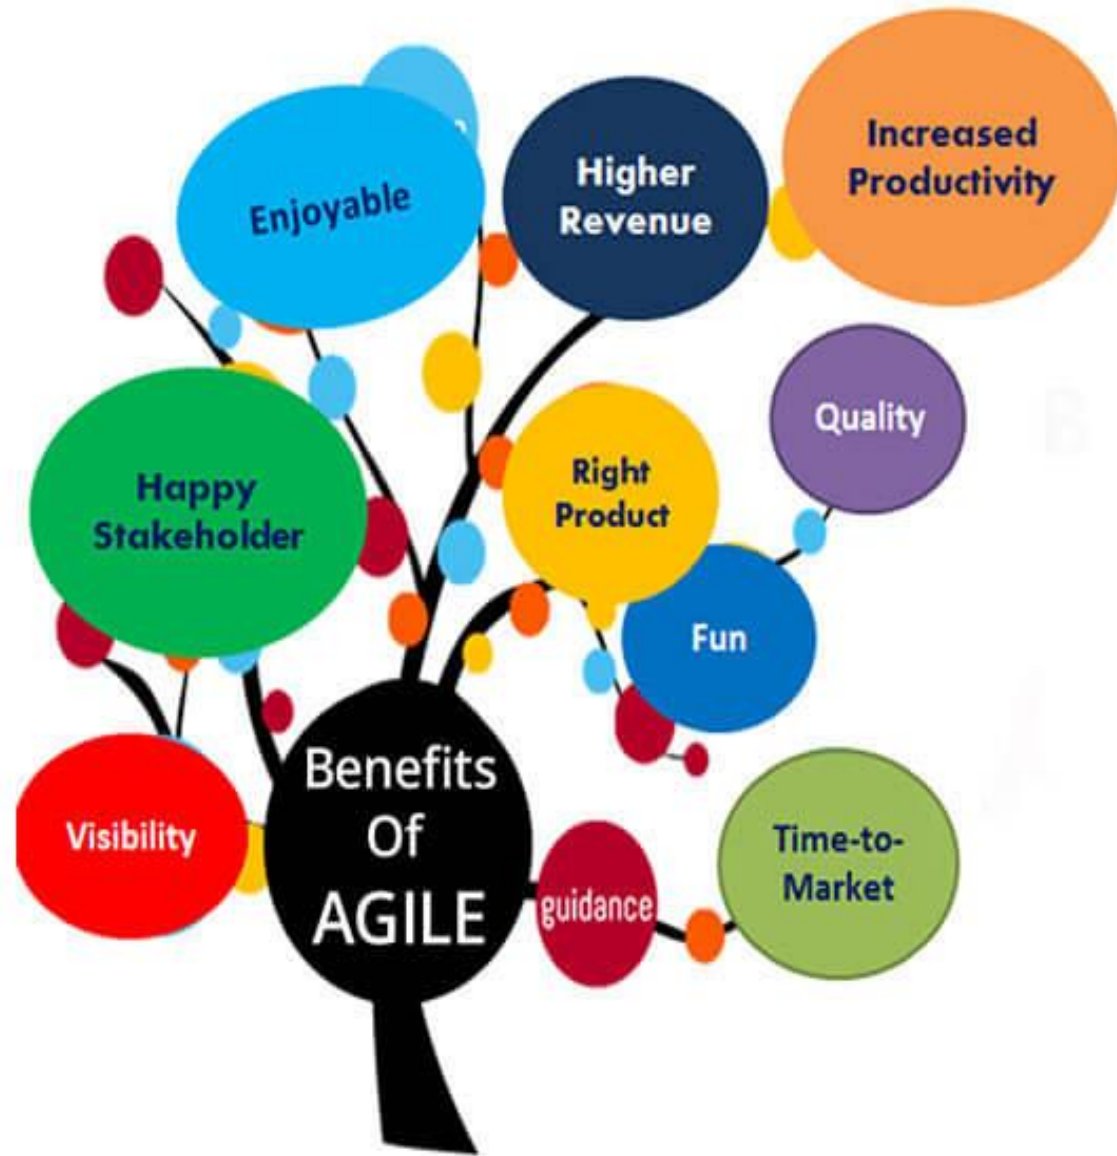 Increased
Productivity
Higher
Revenue
Enjoyable
Quality
Right
Product
Happy
Stakeholder
Fun
Visibility
Benefits
Of
AGILE
guidance
Time-to-
Market